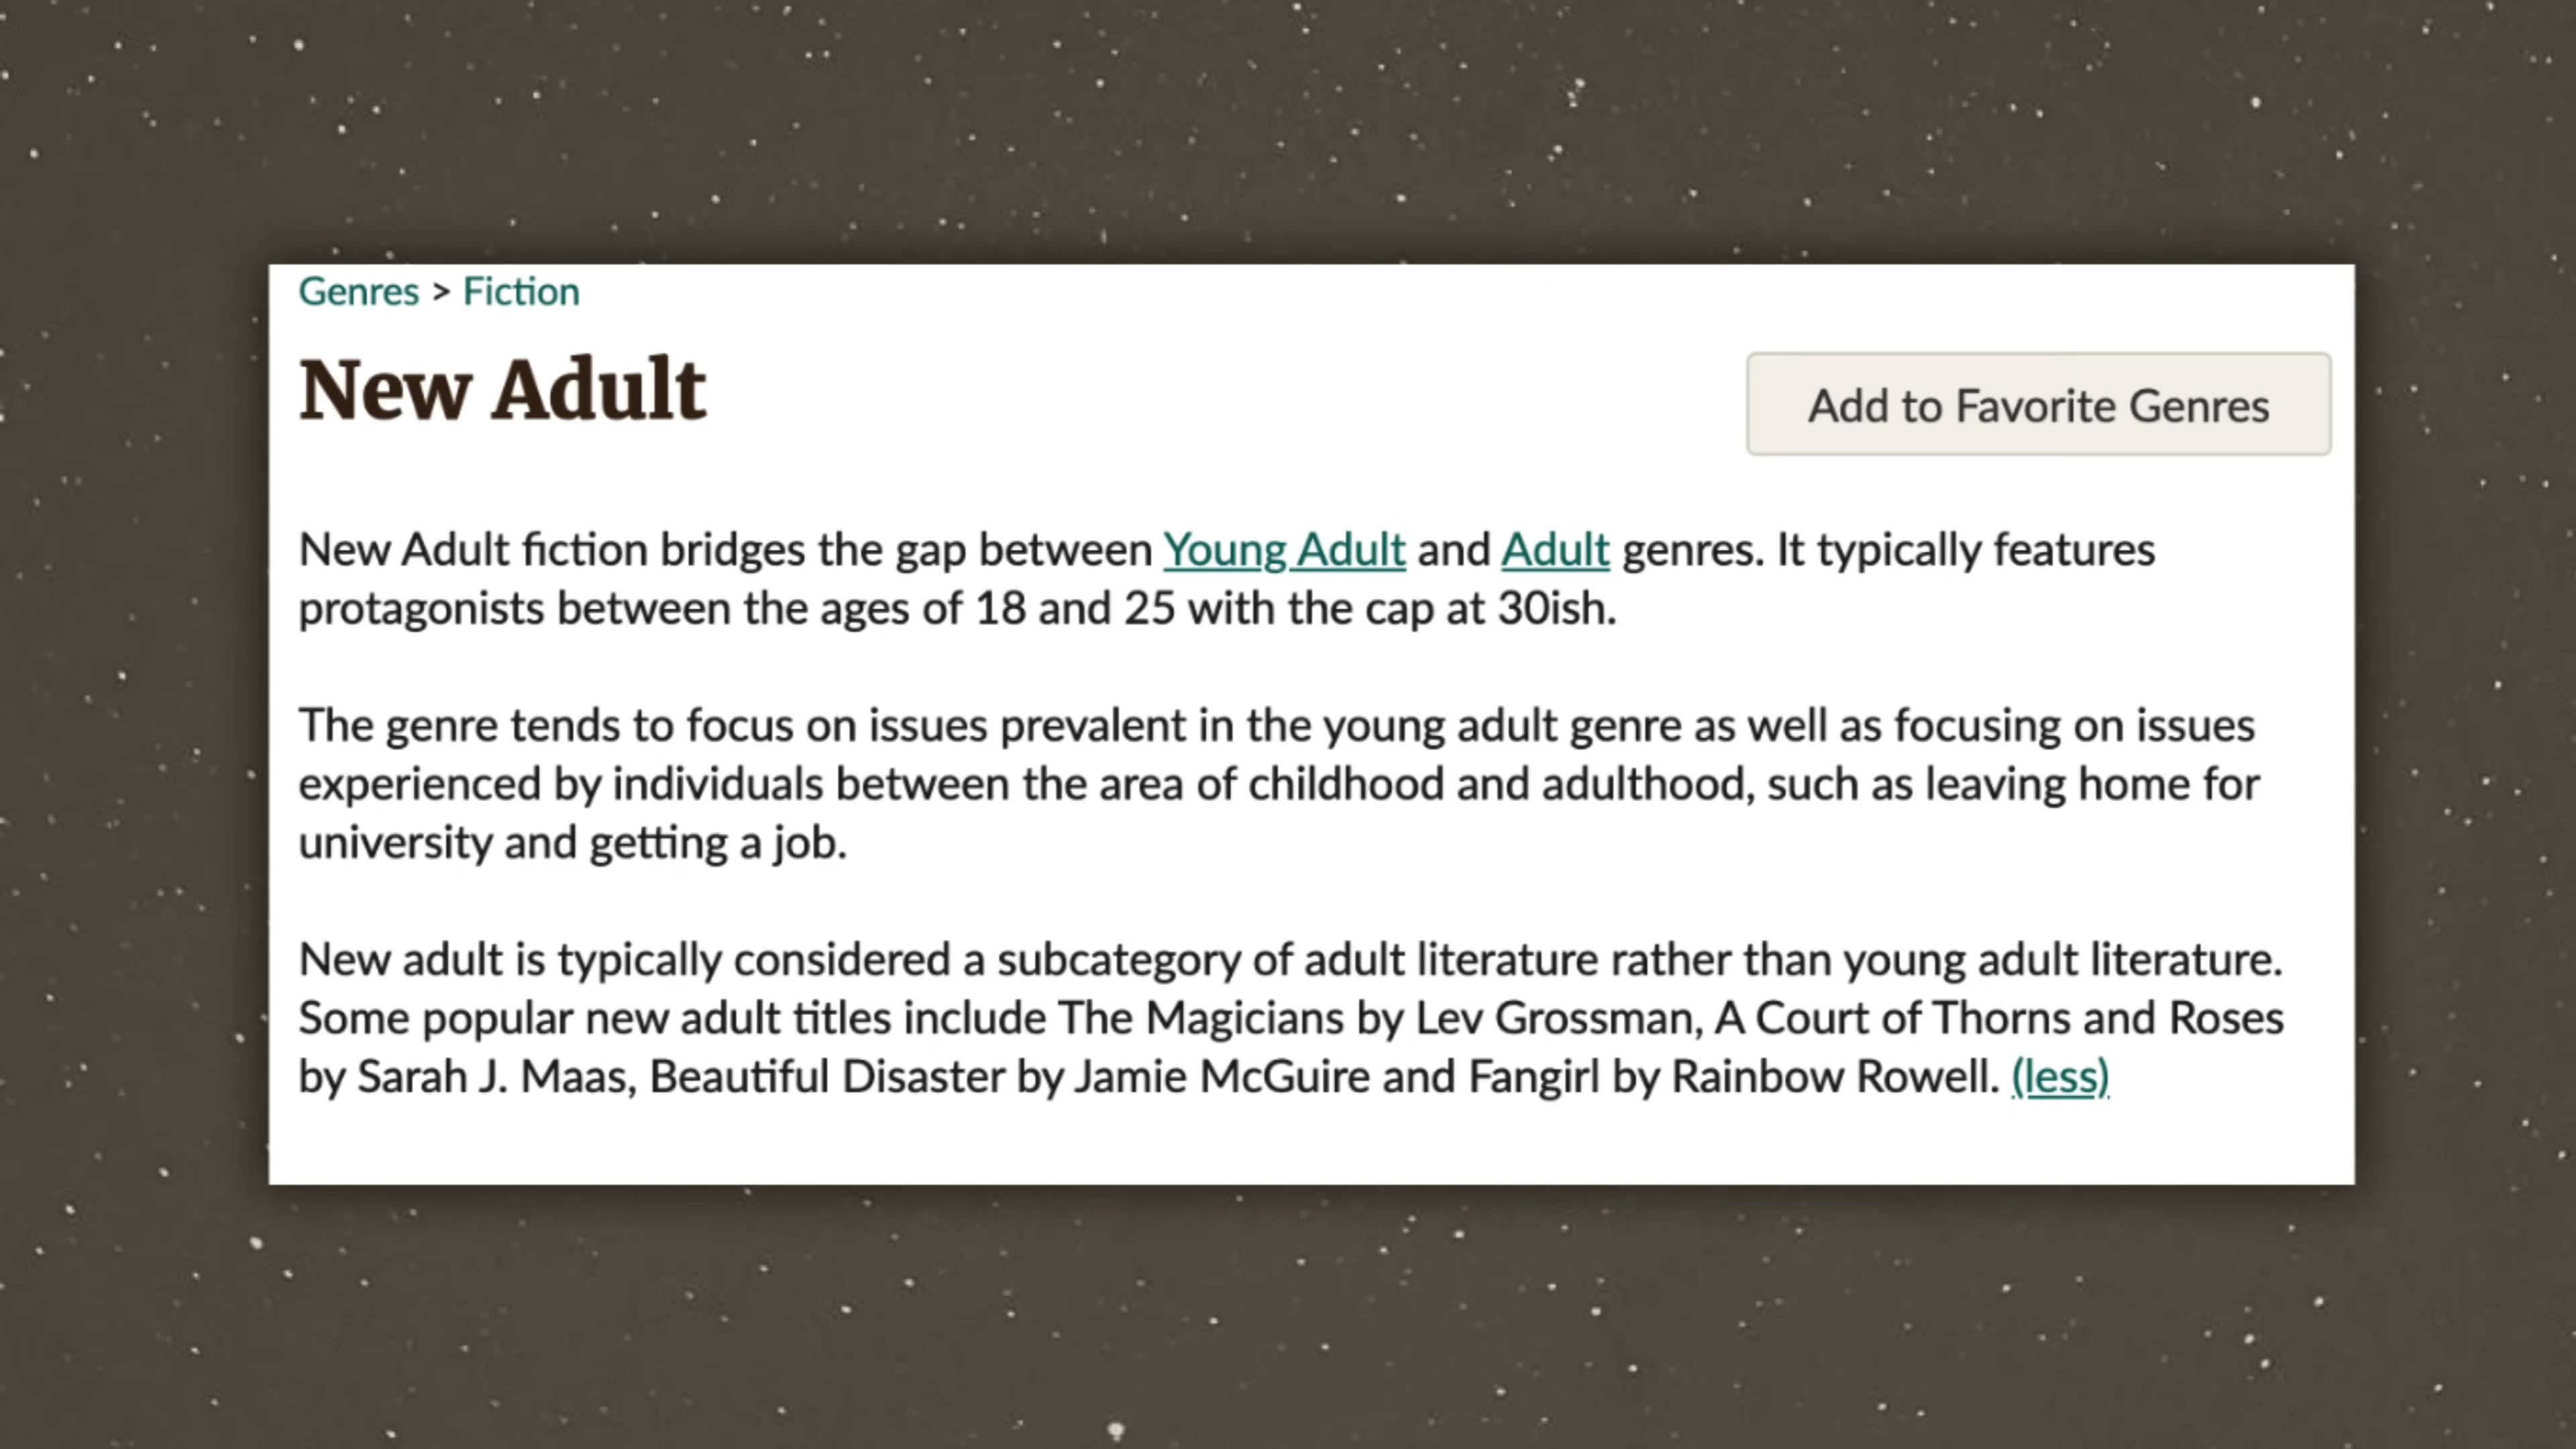 Genres > Fiction
New Adult
Add to Favorite Genres
New Adult fiction bridges the gap between Young Adult and Adult genres. It typically features
protagonists between the ages of 18 and 25 with the cap at 30ish.
The genre tends to focus on issues prevalent in the young adult genre as well as focusing on issues
experienced by individuals between the area of childhood and adulthood, such as leaving home for
university and getting a job.
New adult is typically considered a subcategory of adult literature rather than young adult literature.
Some popular new adult titles include The Magicians by Lev Grossman, A Court of Thorns and Roses
by Sarah J. Maas, Beautiful Disaster by Jamie McGuire and Fangirl by Rainbow Rowell. (less)